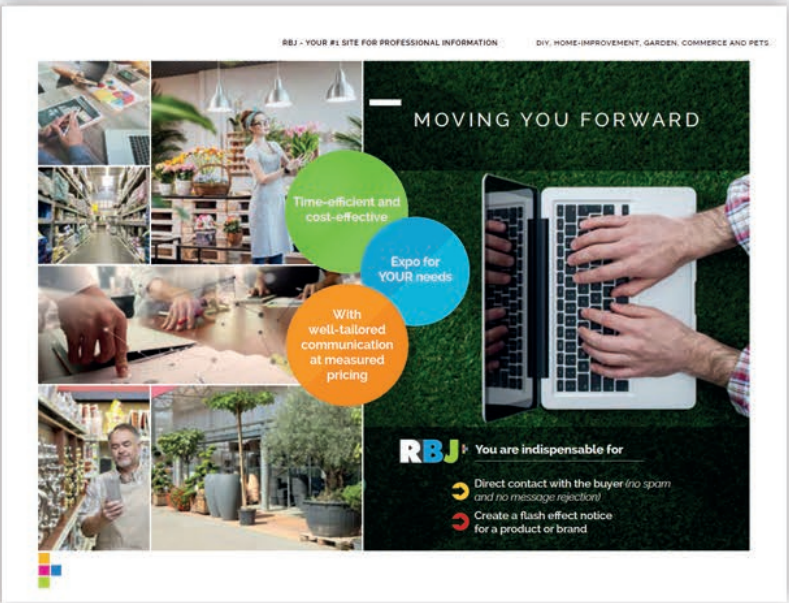 RBJ - YOUR #1 SITE FOR PROFESSIONAL INFORMATION
DIY, HOME-IMPROVEMENT, GARDEN, COMMERCE AND PETS.
MOVING YOU FORWARD
Time-efficient and
cost-effective
Expo for
YOUR needs
With
well-tailored
communication
at measured
pricing
RBJ
You are indispensable for
Direct contact with the buyer (no spam
and no message rejection)
Create a flash effect notice
for a product or brand